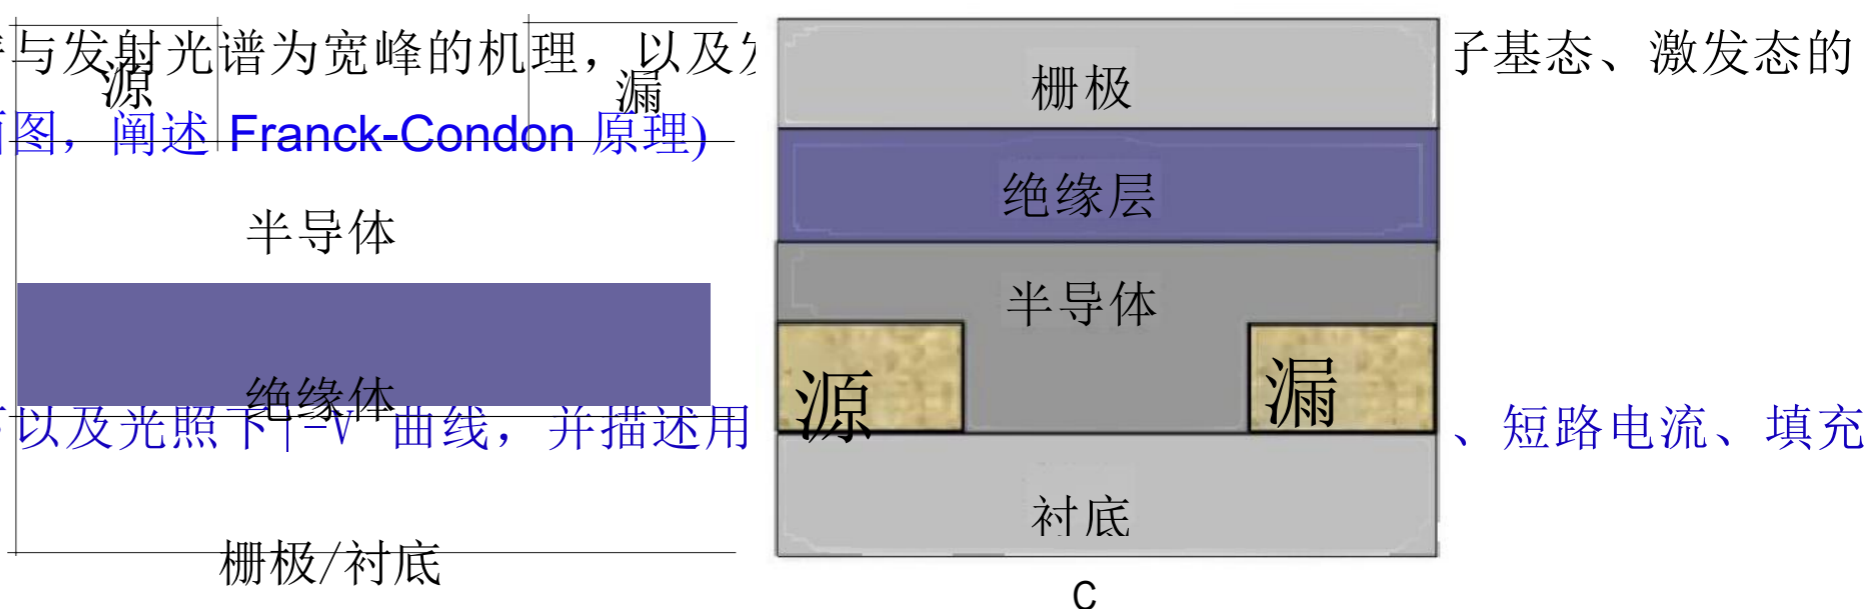 与发射光谱为宽峰的机理，以及
子基态、激发态的
源
漏
图，阐述 Franck-Condon 原理)
半导体
绝缘体
以及光照下 I-V 曲线，并描述用
、短路电流、填充
栅极/衬底
栅极
绝缘层
半导体
源
漏
衬底
C